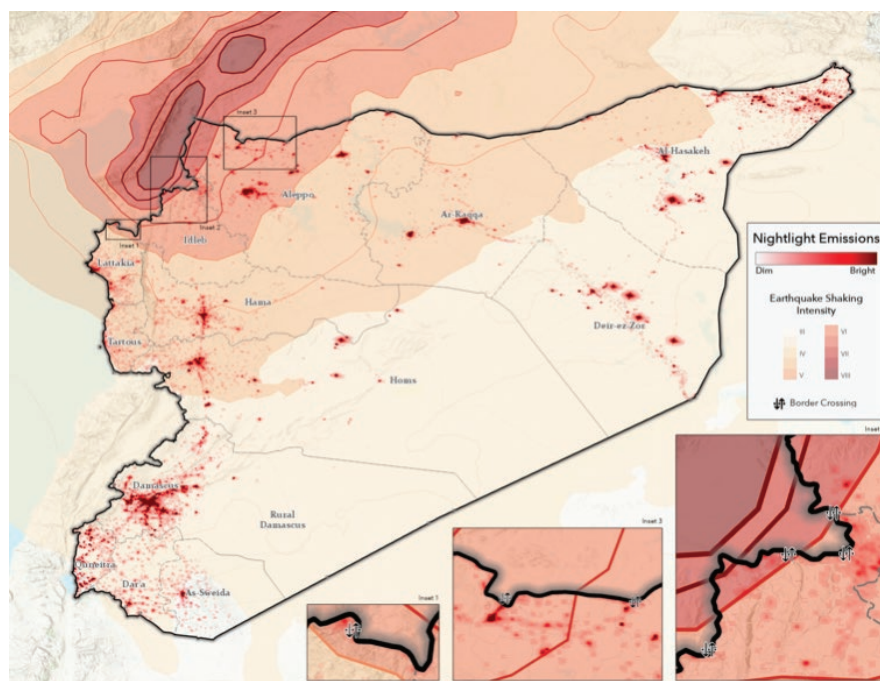 Inset 3
Al-Hasakeh
Aleppo
Ar-Raqqa
Inset 2
Inset 1
Idleb
Lattakia
Nightlight Emissions
Dim
Bright
Earthquake Shaking
Intensity
III
VI
IV
VII
V
VIII
Border Crossing
Hama
Deir-ez-Zor
Tartous
Homs
Inset
Damascus
Rural
Damascus
Inset 3
Quneitra
Dara
As-Sweida
Inset 1